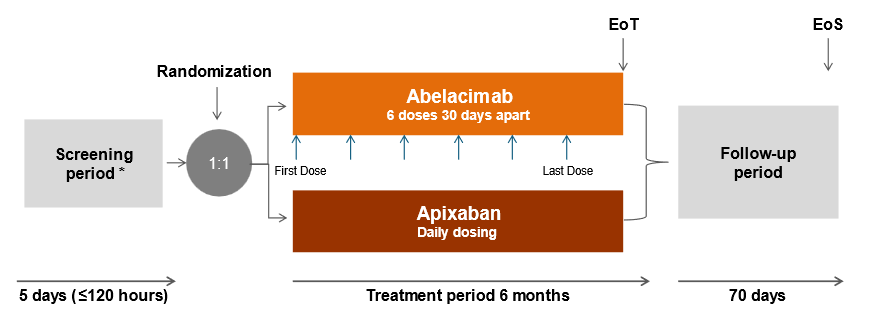 EoT
EoS
Randomization
Abelacimab
6 doses 30 days apart
Screening
period *
1:1
First Dose
Last Dose
Follow-up
period
Apixaban
Daily dosing
5 days (≤120 hours)
Treatment period 6 months
70 days